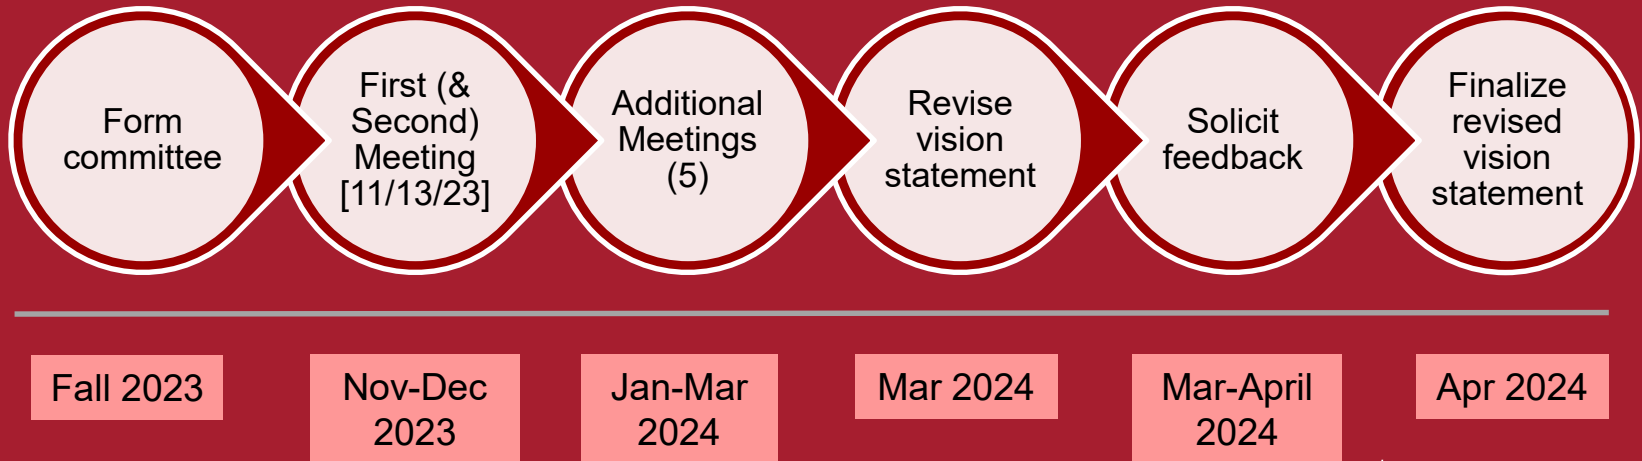 Form
committee
First (&
Second)
Meeting
[11/13/23]
Additional
Meetings
(5)
Revise
vision
statement
Solicit
feedback
Finalize
revised
vision
statement
Fall 2023
Nov-Dec
2023
Jan-Mar
2024
Mar 2024
Mar-April
2024
Apr 2024